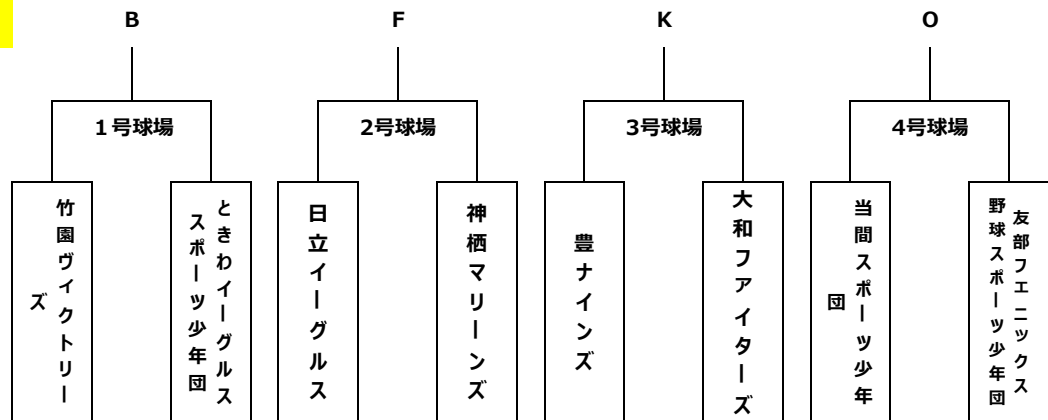 B
F
K
O
1号球場
2号球場
3号球場
4号球場
竹園ヴィクトリー
ズ
ときわイーグルス
スポーツ少年団
日立イーグルス
神栖マリーンズ
豊ナインズ
大和ファイターズ
当間スポーツ少年
団
友部フエニックス
野球スポーツ少年団